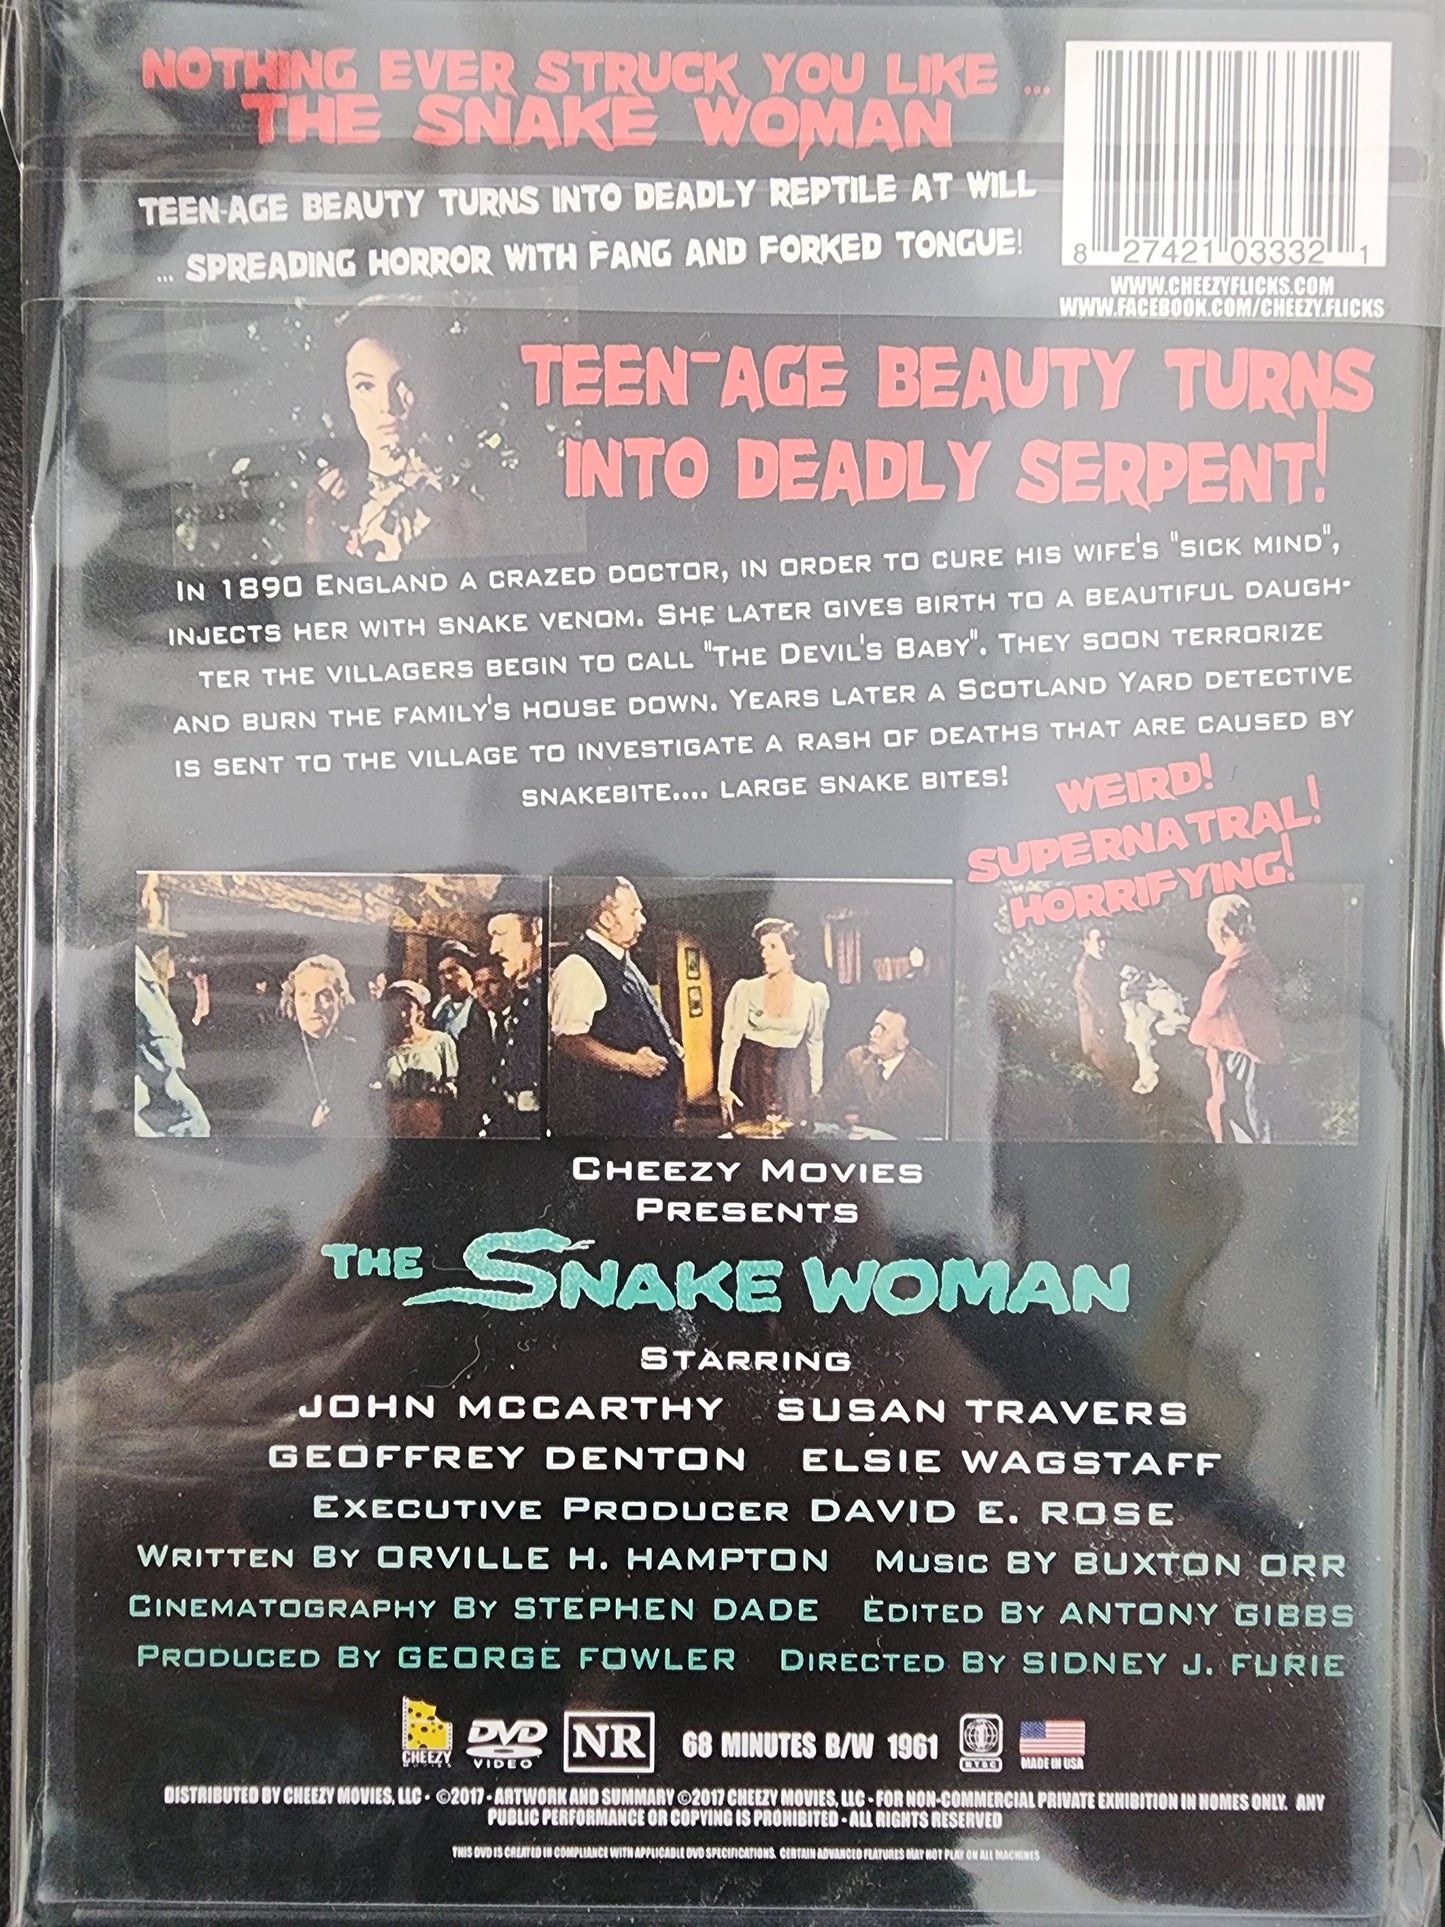 NOTHING EVER STRUCK YOU LIKE ...
THE SNAKE WOMAN
TEEN-AGE BEAUTY TURNS INTO DEADLY REPTILE AT WILL
... SPREADING HORROR WITH FANG AND FORKED TONGUE!
8 27421 03332 1
WWW.CHEEZYFLICKS.COM
WWW.FACEBOOK.COM/CHEEZY.FLICKS
TEEN-AGE BEAUTY TURNS
INTO DEADLY SERPENT!
IN 1890 ENGLAND A CRAZED DOCTOR, IN ORDER TO CURE HIS WIFE'S "SICK MIND",
INJECTS HER WITH SNAKE VENOM. SHE LATER GIVES BIRTH TO A BEAUTIFUL DAUGH-
TER THE VILLAGERS BEGIN TO CALL "THE DEVIL'S BABY". THEY SOON TERRORIZE
AND BURN THE FAMILY'S HOUSE DOWN. YEARS LATER A SCOTLAND YARD DETECTIVE
IS SENT TO THE VILLAGE TO INVESTIGATE A RASH OF DEATHS THAT ARE CAUSED BY
SNAKEBITE.... LARGE SNAKE BITES!
WEIRD!
SUPERNATRAL!
HORRIFYING!
CHEEZY MOVIES
PRESENTS
THE SNAKE WOMAN
STARRING
JOHN MCCARTHY SUSAN TRAVERS
GEOFFREY DENTON ELSIE WAGSTAFF
EXECUTIVE PRODUCER DAVID E. ROSE
WRITTEN BY ORVILLE H. HAMPTON MUSIC BY BUXTON ORR
CINEMATOGRAPHY BY STEPHEN DADE EDITED BY ANTONY GIBBS
PRODUCED BY GEORGE FOWLER DIRECTED BY SIDNEY J. FURIE
CHEEZY MOVIES DVD VIDEO NR 68 MINUTES B/W 1961 1 NTSC MADE IN USA
DISTRIBUTED BY CHEEZY MOVIES, LLC - ©2017 - ARTWORK AND SUMMARY ©2017 CHEEZY MOVIES, LLC - FOR NON-COMMERCIAL PRIVATE EXHIBITION IN HOMES ONLY. ANY
PUBLIC PERFORMANCE OR COPYING IS PROHIBITED - ALL RIGHTS RESERVED
THIS DVD IS CREATED IN COMPLIANCE WITH APPLICABLE DVD SPECIFICATIONS. CERTAIN ADVANCED FEATURES MAY NOT PLAY ON ALL MACHINES